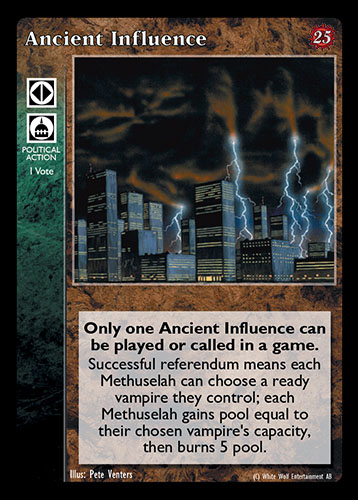 Ancient Influence
25
POLITICAL
ACTION
1 Vote
Only one Ancient Influence can
be played or called in a game.
Successful referendum means each
Methuselah can choose a ready
vampire they control; each
Methuselah gains pool equal to
their chosen vampire's capacity,
then burns 5 pool.
Illus: Pete Venters
(C) White Wolf Entertainment AB